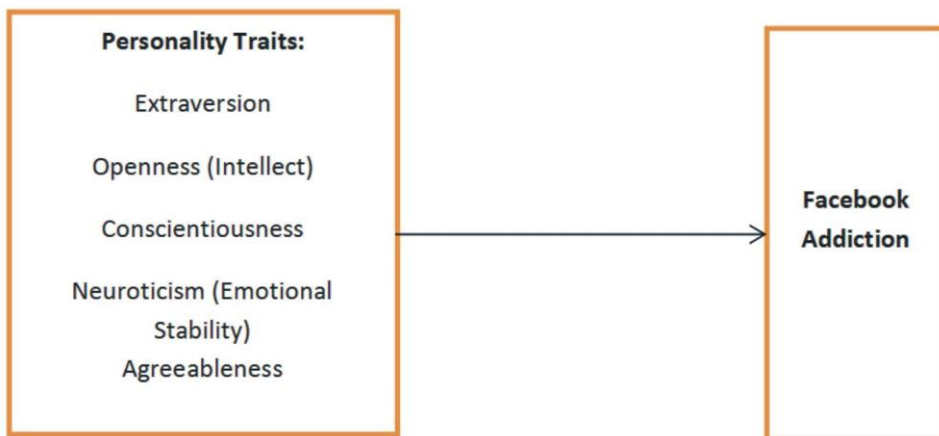 Personality Traits:
Extraversion
Openness (Intellect)
Conscientiousness
Neuroticism (Emotional
Stability)
Agreeableness
Facebook
Addiction